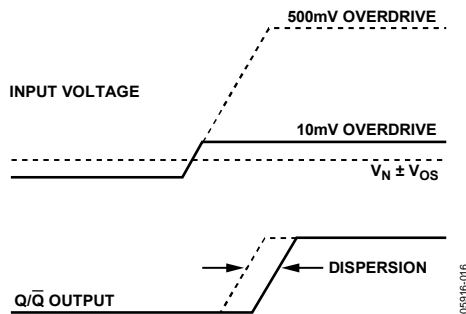 500mV OVERDRIVE
INPUT VOLTAGE
10mV OVERDRIVE
V_N ± V_OS
DISPERSION
Q/Q̅ OUTPUT
05916-016